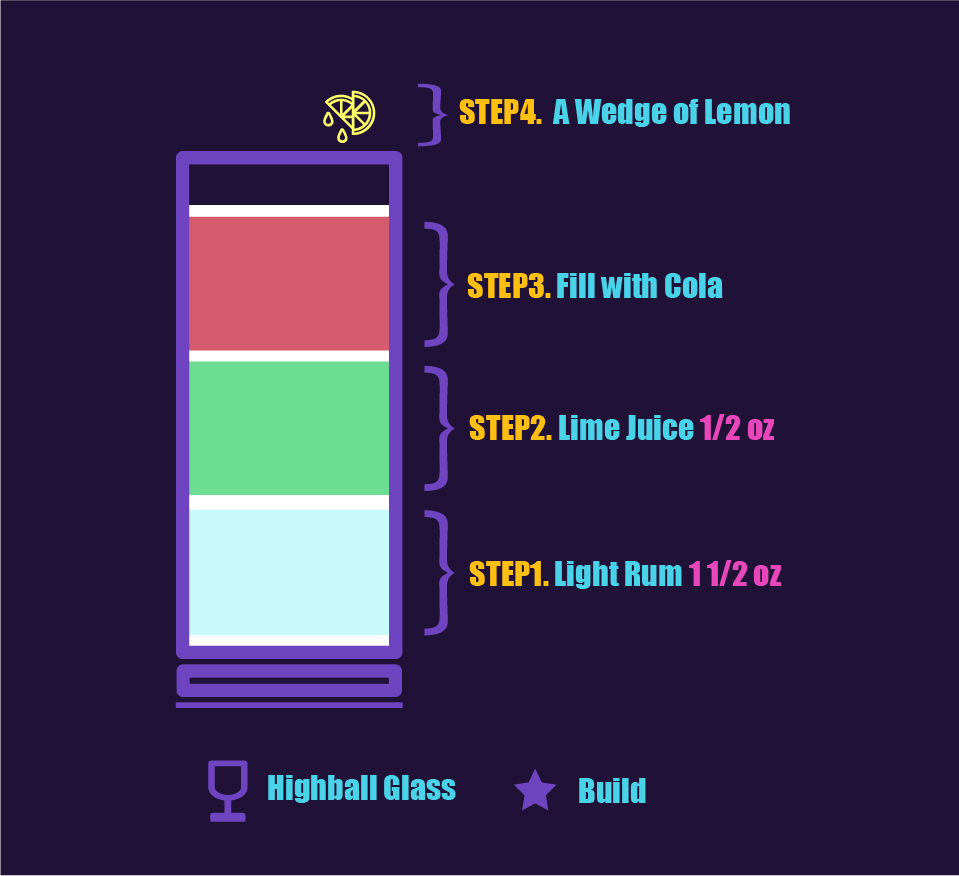 STEP4. A Wedge of Lemon
STEP3. Fill with Cola
STEP2. Lime Juice 1/2 oz
STEP1. Light Rum 1 1/2 oz
Highball Glass
Build